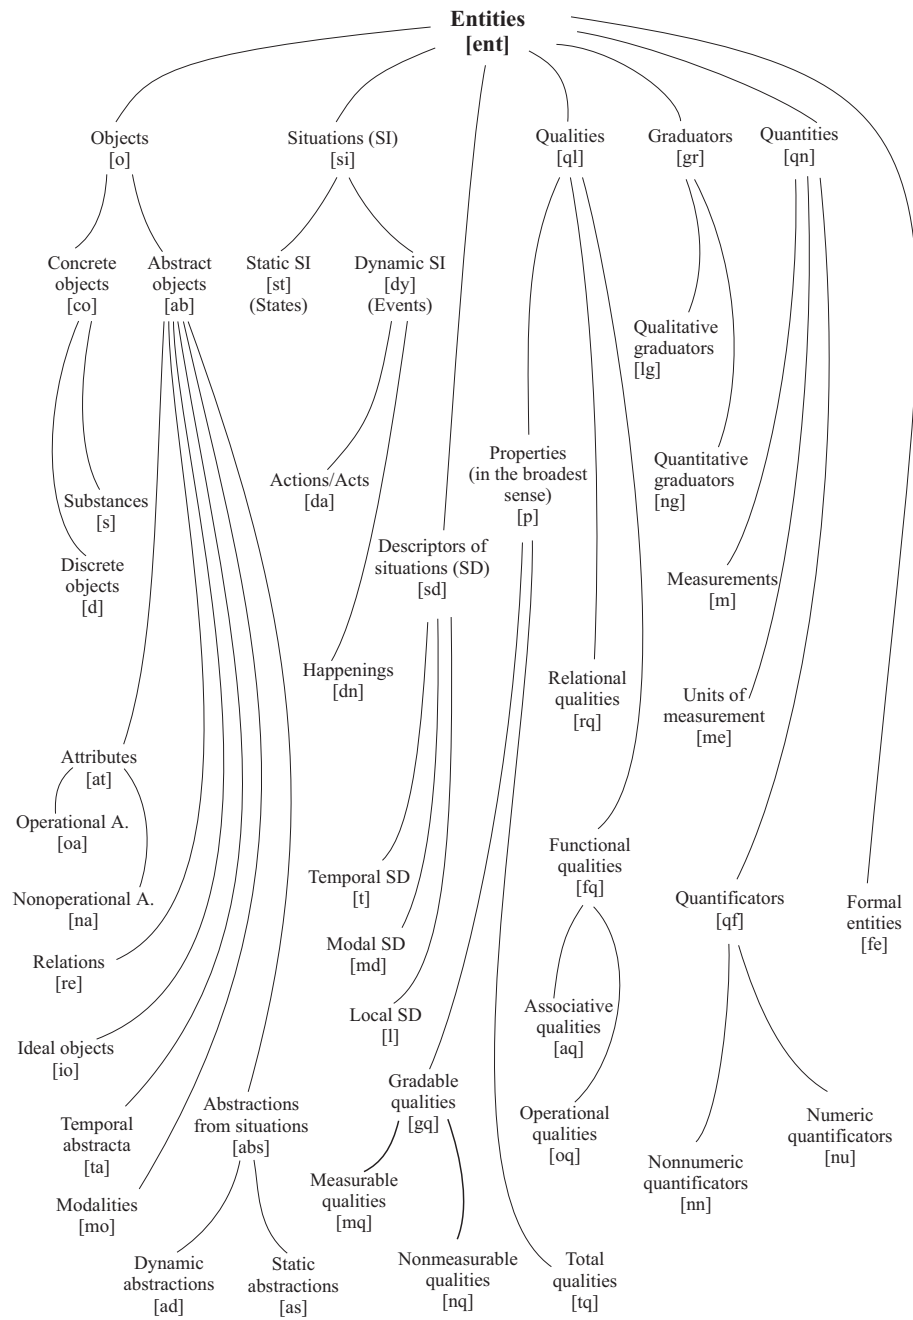 Entities
[ent]
Objects
[o]
Situations (SI)
[si]
Qualities
[ql]
Graduators
[gr]
Quantities
[qn]
Concrete
objects
[co]
Abstract
objects
[ab]
Static SI
[st]
(States)
Dynamic SI
[dy]
(Events)
Qualitative
graduators
[lg]
Quantitative
graduators
[ng]
Properties
(in the broadest
sense)
[p]
Actions/Acts
[da]
Substances
[s]
Discrete
objects
[d]
Descriptors of
situations (SD)
[sd]
Measurements
[m]
Happenings
[dn]
Relational
qualities
[rq]
Units of
measurement
[me]
Attributes
[at]
Operational A.
[oa]
Nonoperational A.
[na]
Temporal SD
[t]
Functional
qualities
[fq]
Quantificators
[qf]
Formal
entities
[fe]
Modal SD
[md]
Relations
[re]
Local SD
[l]
Associative
qualities
[aq]
Ideal objects
[io]
Gradable
qualities
[gq]
Abstractions
from situations
[abs]
Temporal
abstracta
[ta]
Operational
qualities
[oq]
Numeric
quantificators
[nu]
Nonnumeric
quantificators
[nn]
Measurable
qualities
[mq]
Modalities
[mo]
Dynamic
abstractions
[ad]
Static
abstractions
[as]
Nonmeasurable
qualities
[nq]
Total
qualities
[tq]